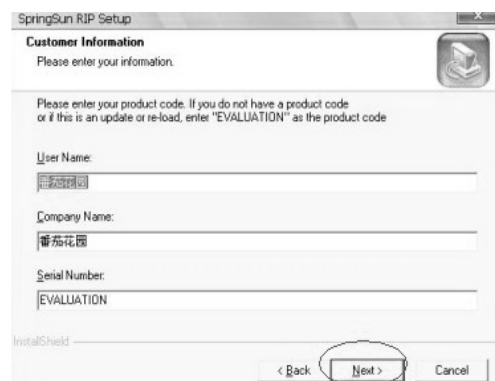 SpringSun RIP Setup
Customer Information
Please enter your information.
Please enter your product code. If you do not have a product code
or if this is an update or re-load, enter "EVALUATION" as the product code
User Name:
番茄花园
Company Name:
番茄花园
Serial Number:
EVALUATION
InstallShield
< Back
Next >
Cancel